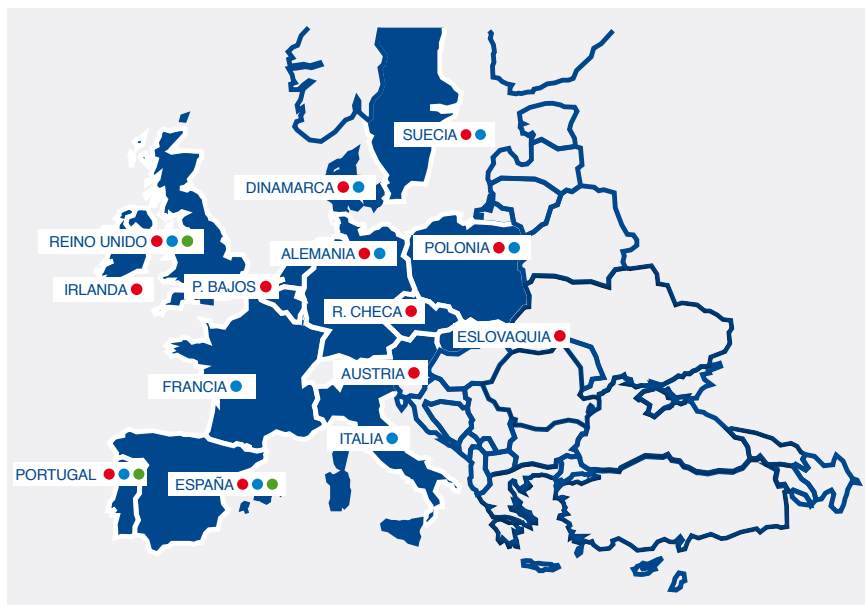 SUECIA
DINAMARCA
REINO UNIDO
ALEMANIA
POLONIA
IRLANDA
P. BAJOS
R. CHECA
ESLOVAQUIA
AUSTRIA
FRANCIA
ITALIA
PORTUGAL
ESPAÑA